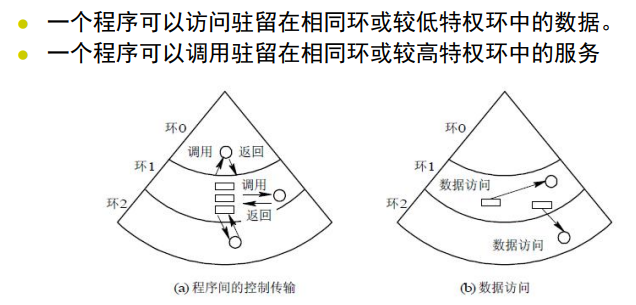 一个程序可以访问驻留在相同环或较低特权环中的数据。
一个程序可以调用驻留在相同环或较高特权环中的服务
环0
调用 返回
环1
调用
环2
返回
(a)程序间的控制传输
环0
环1
数据访问
环2
数据访问
(b)数据访问